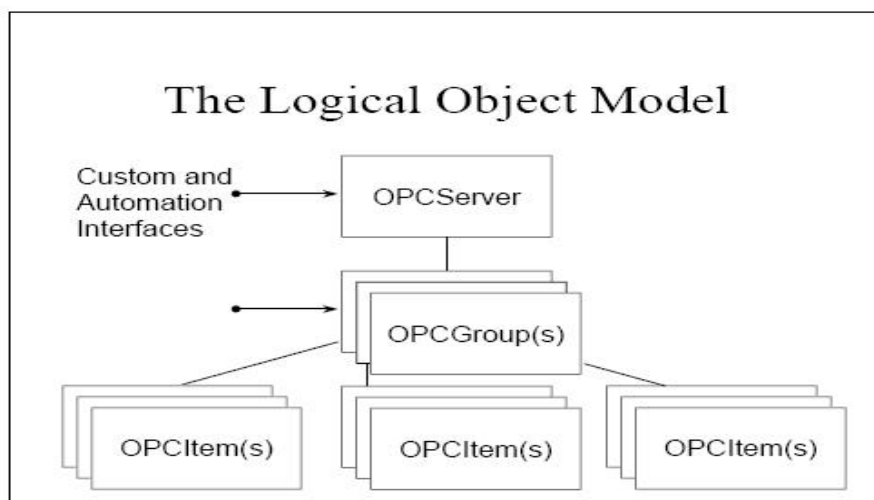 The Logical Object Model
Custom and
Automation
Interfaces
OPCServer
OPCGroup(s)
OPCItem(s)
OPCItem(s)
OPCItem(s)